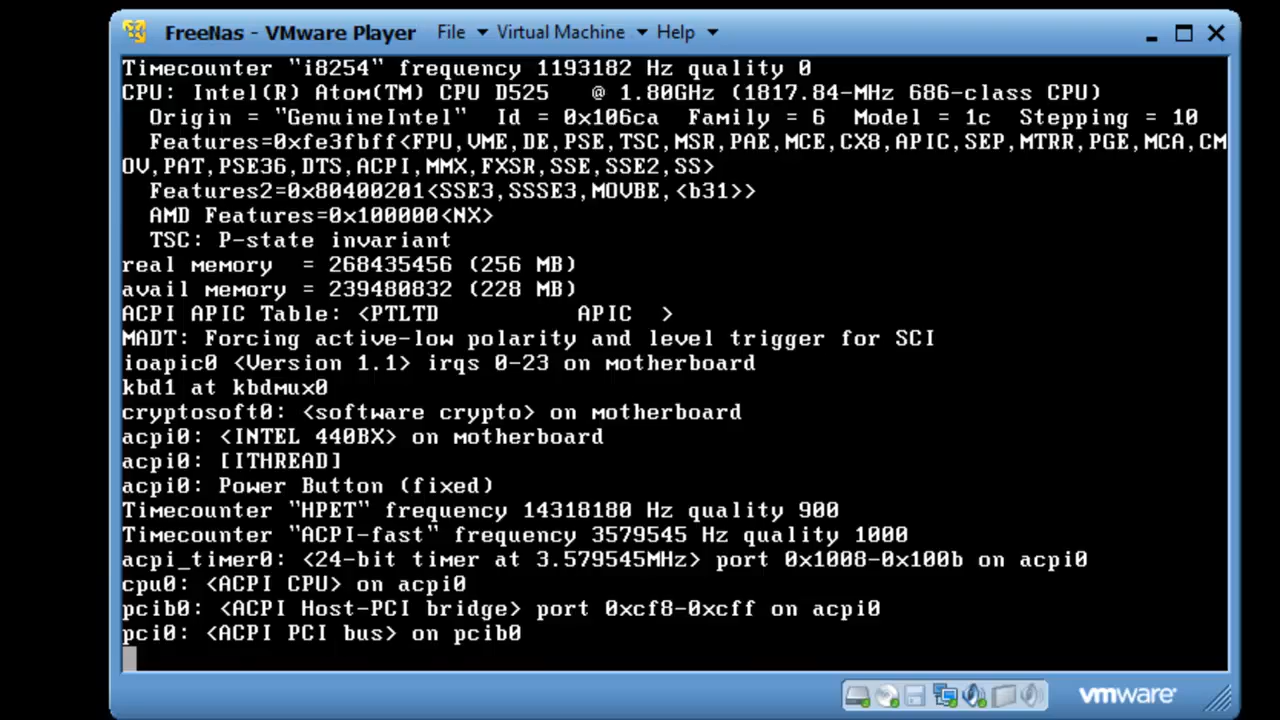 FreeNas - VMware Player File Virtual Machine Help
Timecounter "i8254" frequency 1193182 Hz quality 0
CPU: Intel(R) Atom(TM) CPU D525 @ 1.80GHz (1817.84-MHz 686-class CPU)
Origin = "GenuineIntel" Id = 0x106ca Family = 6 Model = 1c Stepping = 10
Features=0xfe3fbff<FPU,VME,DE,PSE,TSC,MSR,PAE,MCE,CX8,APIC,SEP,MTRR,PGE,MCA,CM
OV,PAT,PSE36,DTS,ACPI,MMX,FXSR,SSE,SSE2,SS>
Features2=0x80400201<SSE3,SSSE3,MOVBE,<b31>>
AMD Features=0x100000<NX>
TSC: P-state invariant
real memory = 268435456 (256 MB)
avail memory = 239480832 (228 MB)
ACPI APIC Table: <PTLTD APIC >
MADT: Forcing active-low polarity and level trigger for SCI
ioapic0 <Version 1.1> irqs 0-23 on motherboard
kbd1 at kbdmux0
cryptosoft0: <software crypto> on motherboard
acpi0: <INTEL 440BX> on motherboard
acpi0: [ITHREAD]
acpi0: Power Button (fixed)
Timecounter "HPET" frequency 14318180 Hz quality 900
Timecounter "ACPI-fast" frequency 3579545 Hz quality 1000
acpi_timer0: <24-bit timer at 3.579545MHz> port 0x1008-0x100b on acpi0
cpu0: <ACPI CPU> on acpi0
pcib0: <ACPI Host-PCI bridge> port 0xcf8-0xcff on acpi0
pci0: <ACPI PCI bus> on pcib0
vmware